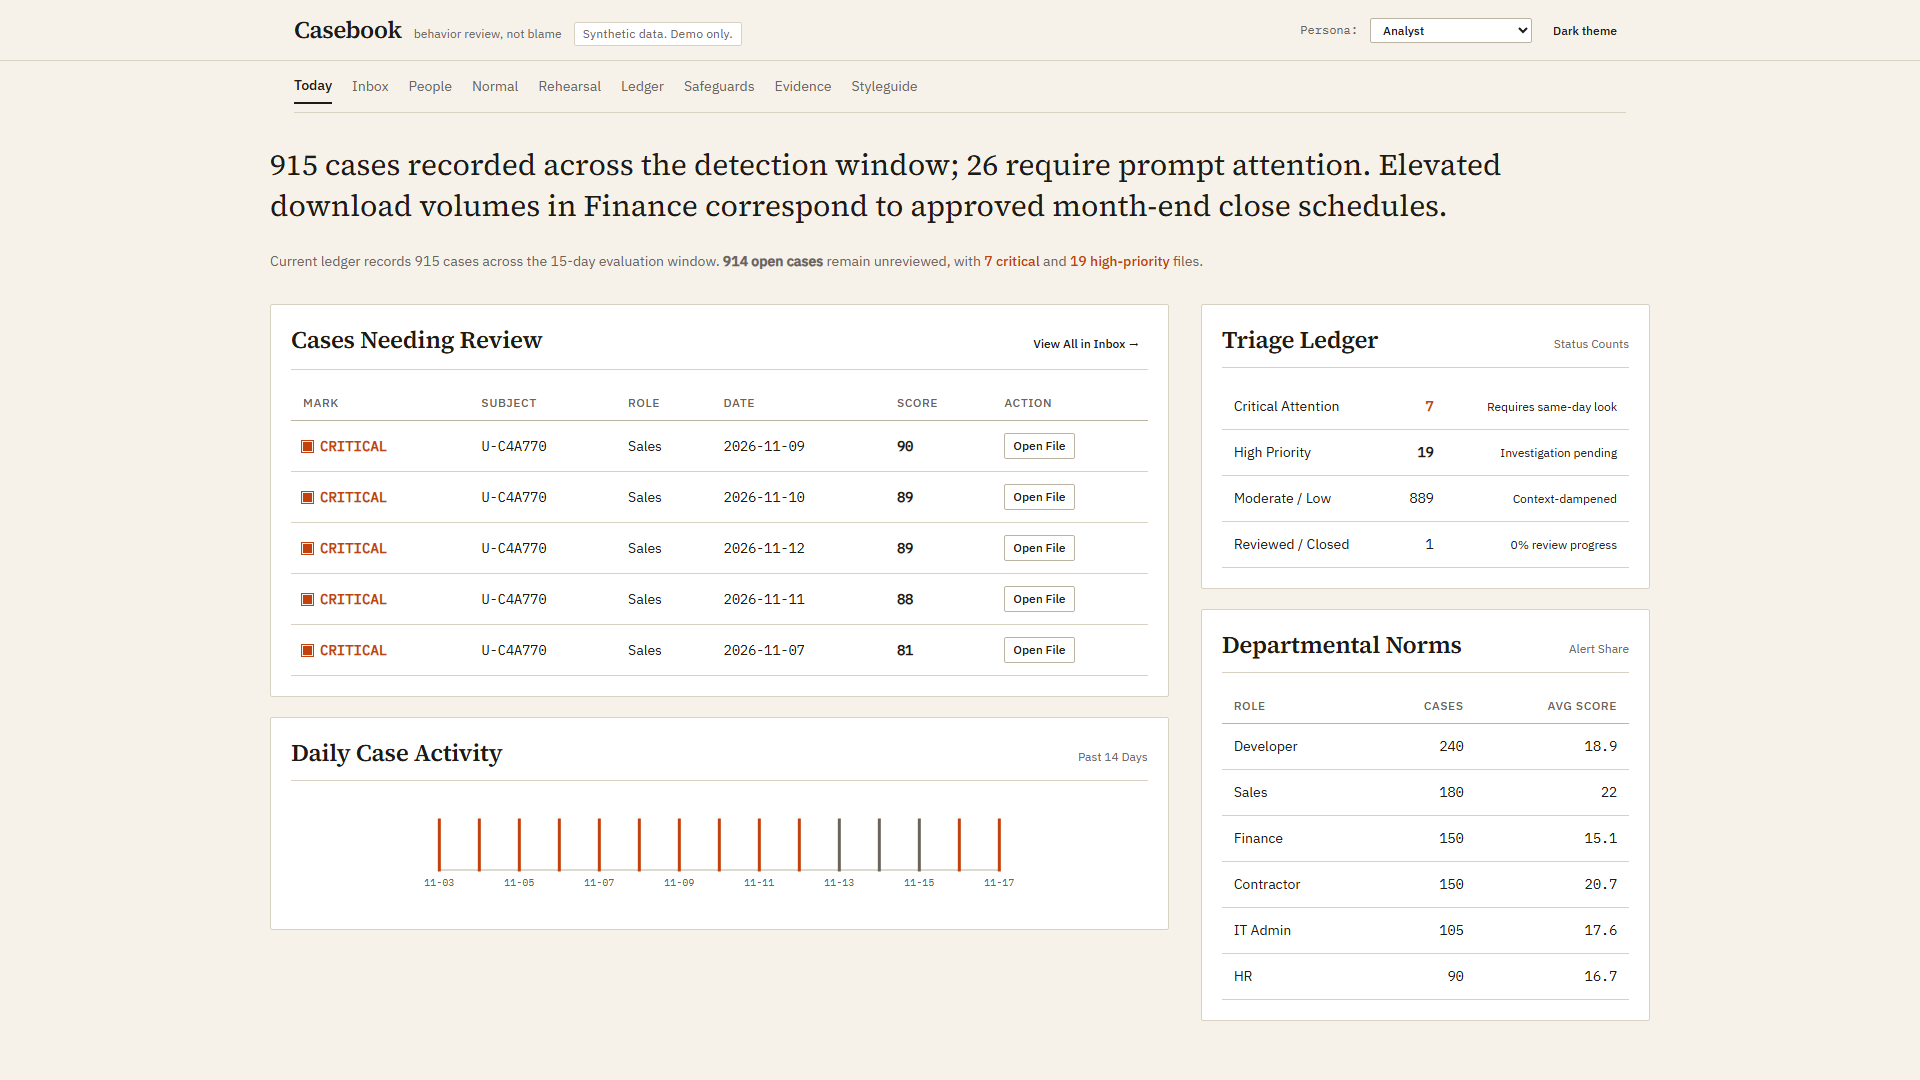 Casebook behavior review, not blame Synthetic data. Demo only. Persona: Analyst Dark theme
Today Inbox People Normal Rehearsal Ledger Safeguards Evidence Styleguide
915 cases recorded across the detection window; 26 require prompt attention. Elevated
download volumes in Finance correspond to approved month-end close schedules.
Current ledger records 915 cases across the 15-day evaluation window. 914 open cases remain unreviewed, with 7 critical and 19 high-priority files.
Cases Needing Review View All in Inbox →
MARK SUBJECT ROLE DATE SCORE ACTION
CRITICAL U-C4A770 Sales 2026-11-09 90 Open File
CRITICAL U-C4A770 Sales 2026-11-10 89 Open File
CRITICAL U-C4A770 Sales 2026-11-12 89 Open File
CRITICAL U-C4A770 Sales 2026-11-11 88 Open File
CRITICAL U-C4A770 Sales 2026-11-07 81 Open File
Daily Case Activity Past 14 Days
11-03 11-05 11-07 11-09 11-11 11-13 11-15 11-17
Triage Ledger Status Counts
Critical Attention 7 Requires same-day look
High Priority 19 Investigation pending
Moderate / Low 889 Context-dampened
Reviewed / Closed 1 0% review progress
Departmental Norms Alert Share
ROLE CASES AVG SCORE
Developer 240 18.9
Sales 180 22
Finance 150 15.1
Contractor 150 20.7
IT Admin 105 17.6
HR 90 16.7